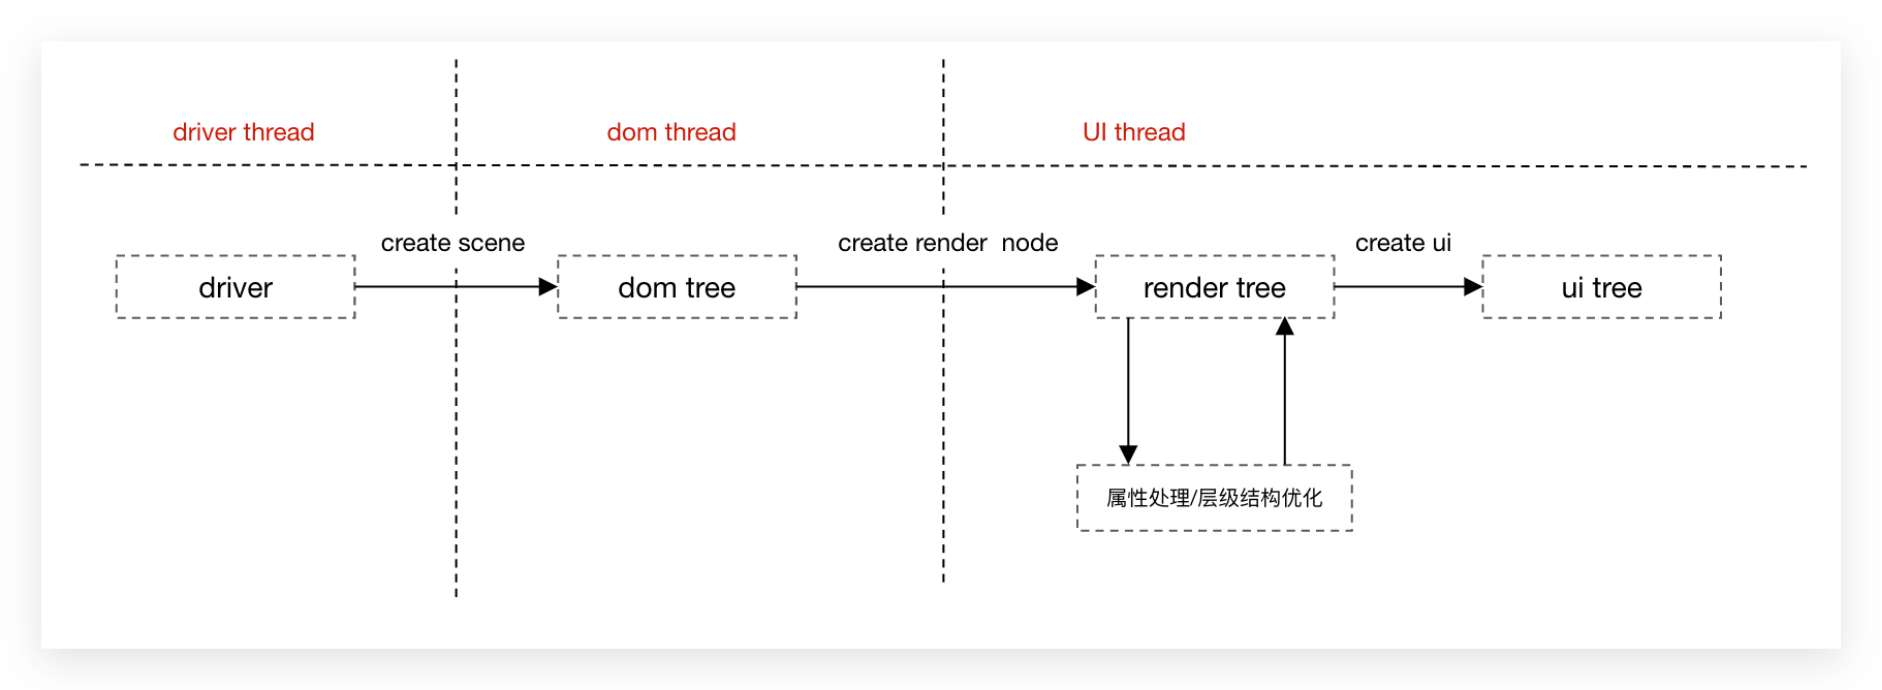 driver thread
dom thread
UI thread
create scene
create render  node
create ui
driver
dom tree
render tree
ui tree
属性处理/层级结构优化